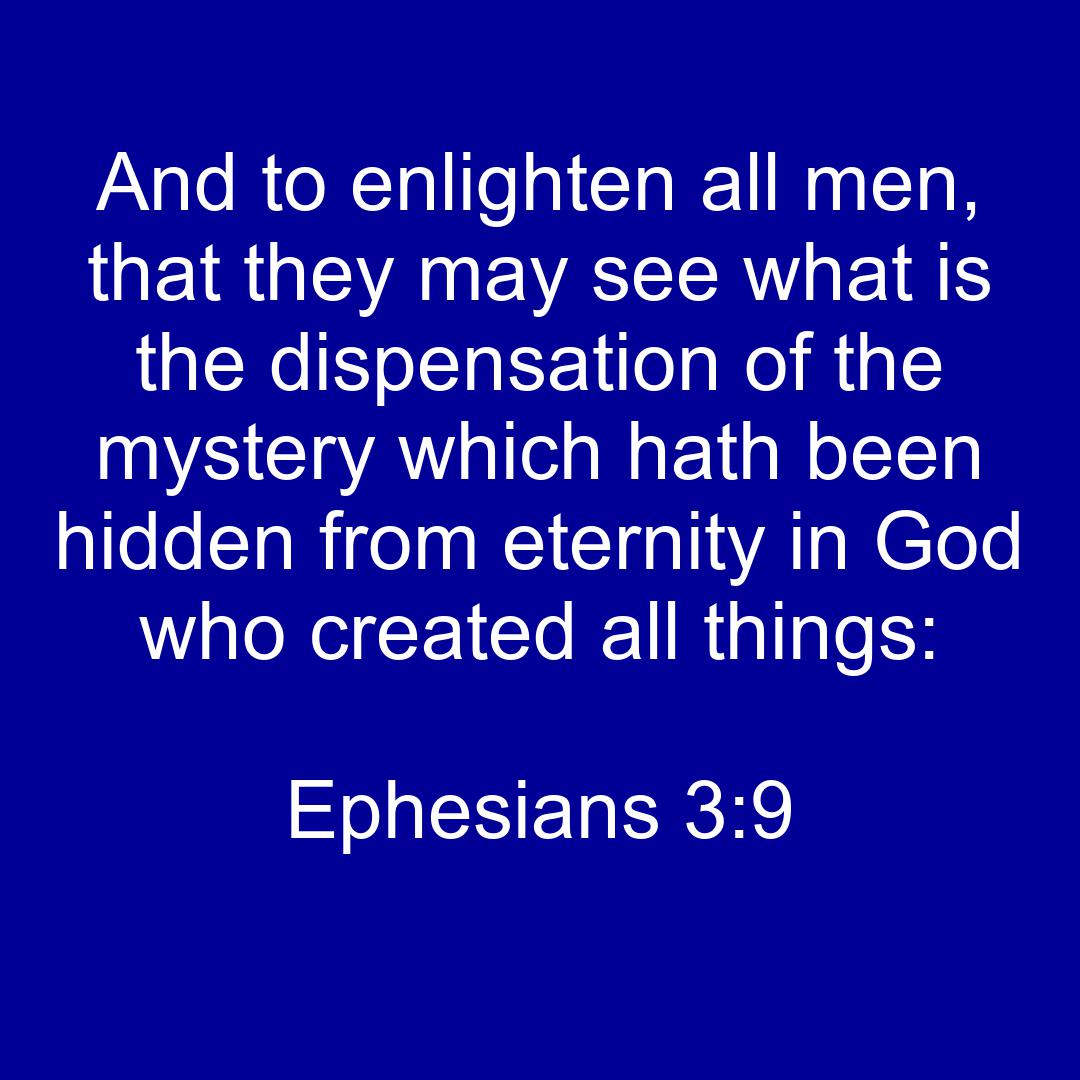 And to enlighten all men,
that they may see what is
the dispensation of the
mystery which hath been
hidden from eternity in God
who created all things:
Ephesians 3:9